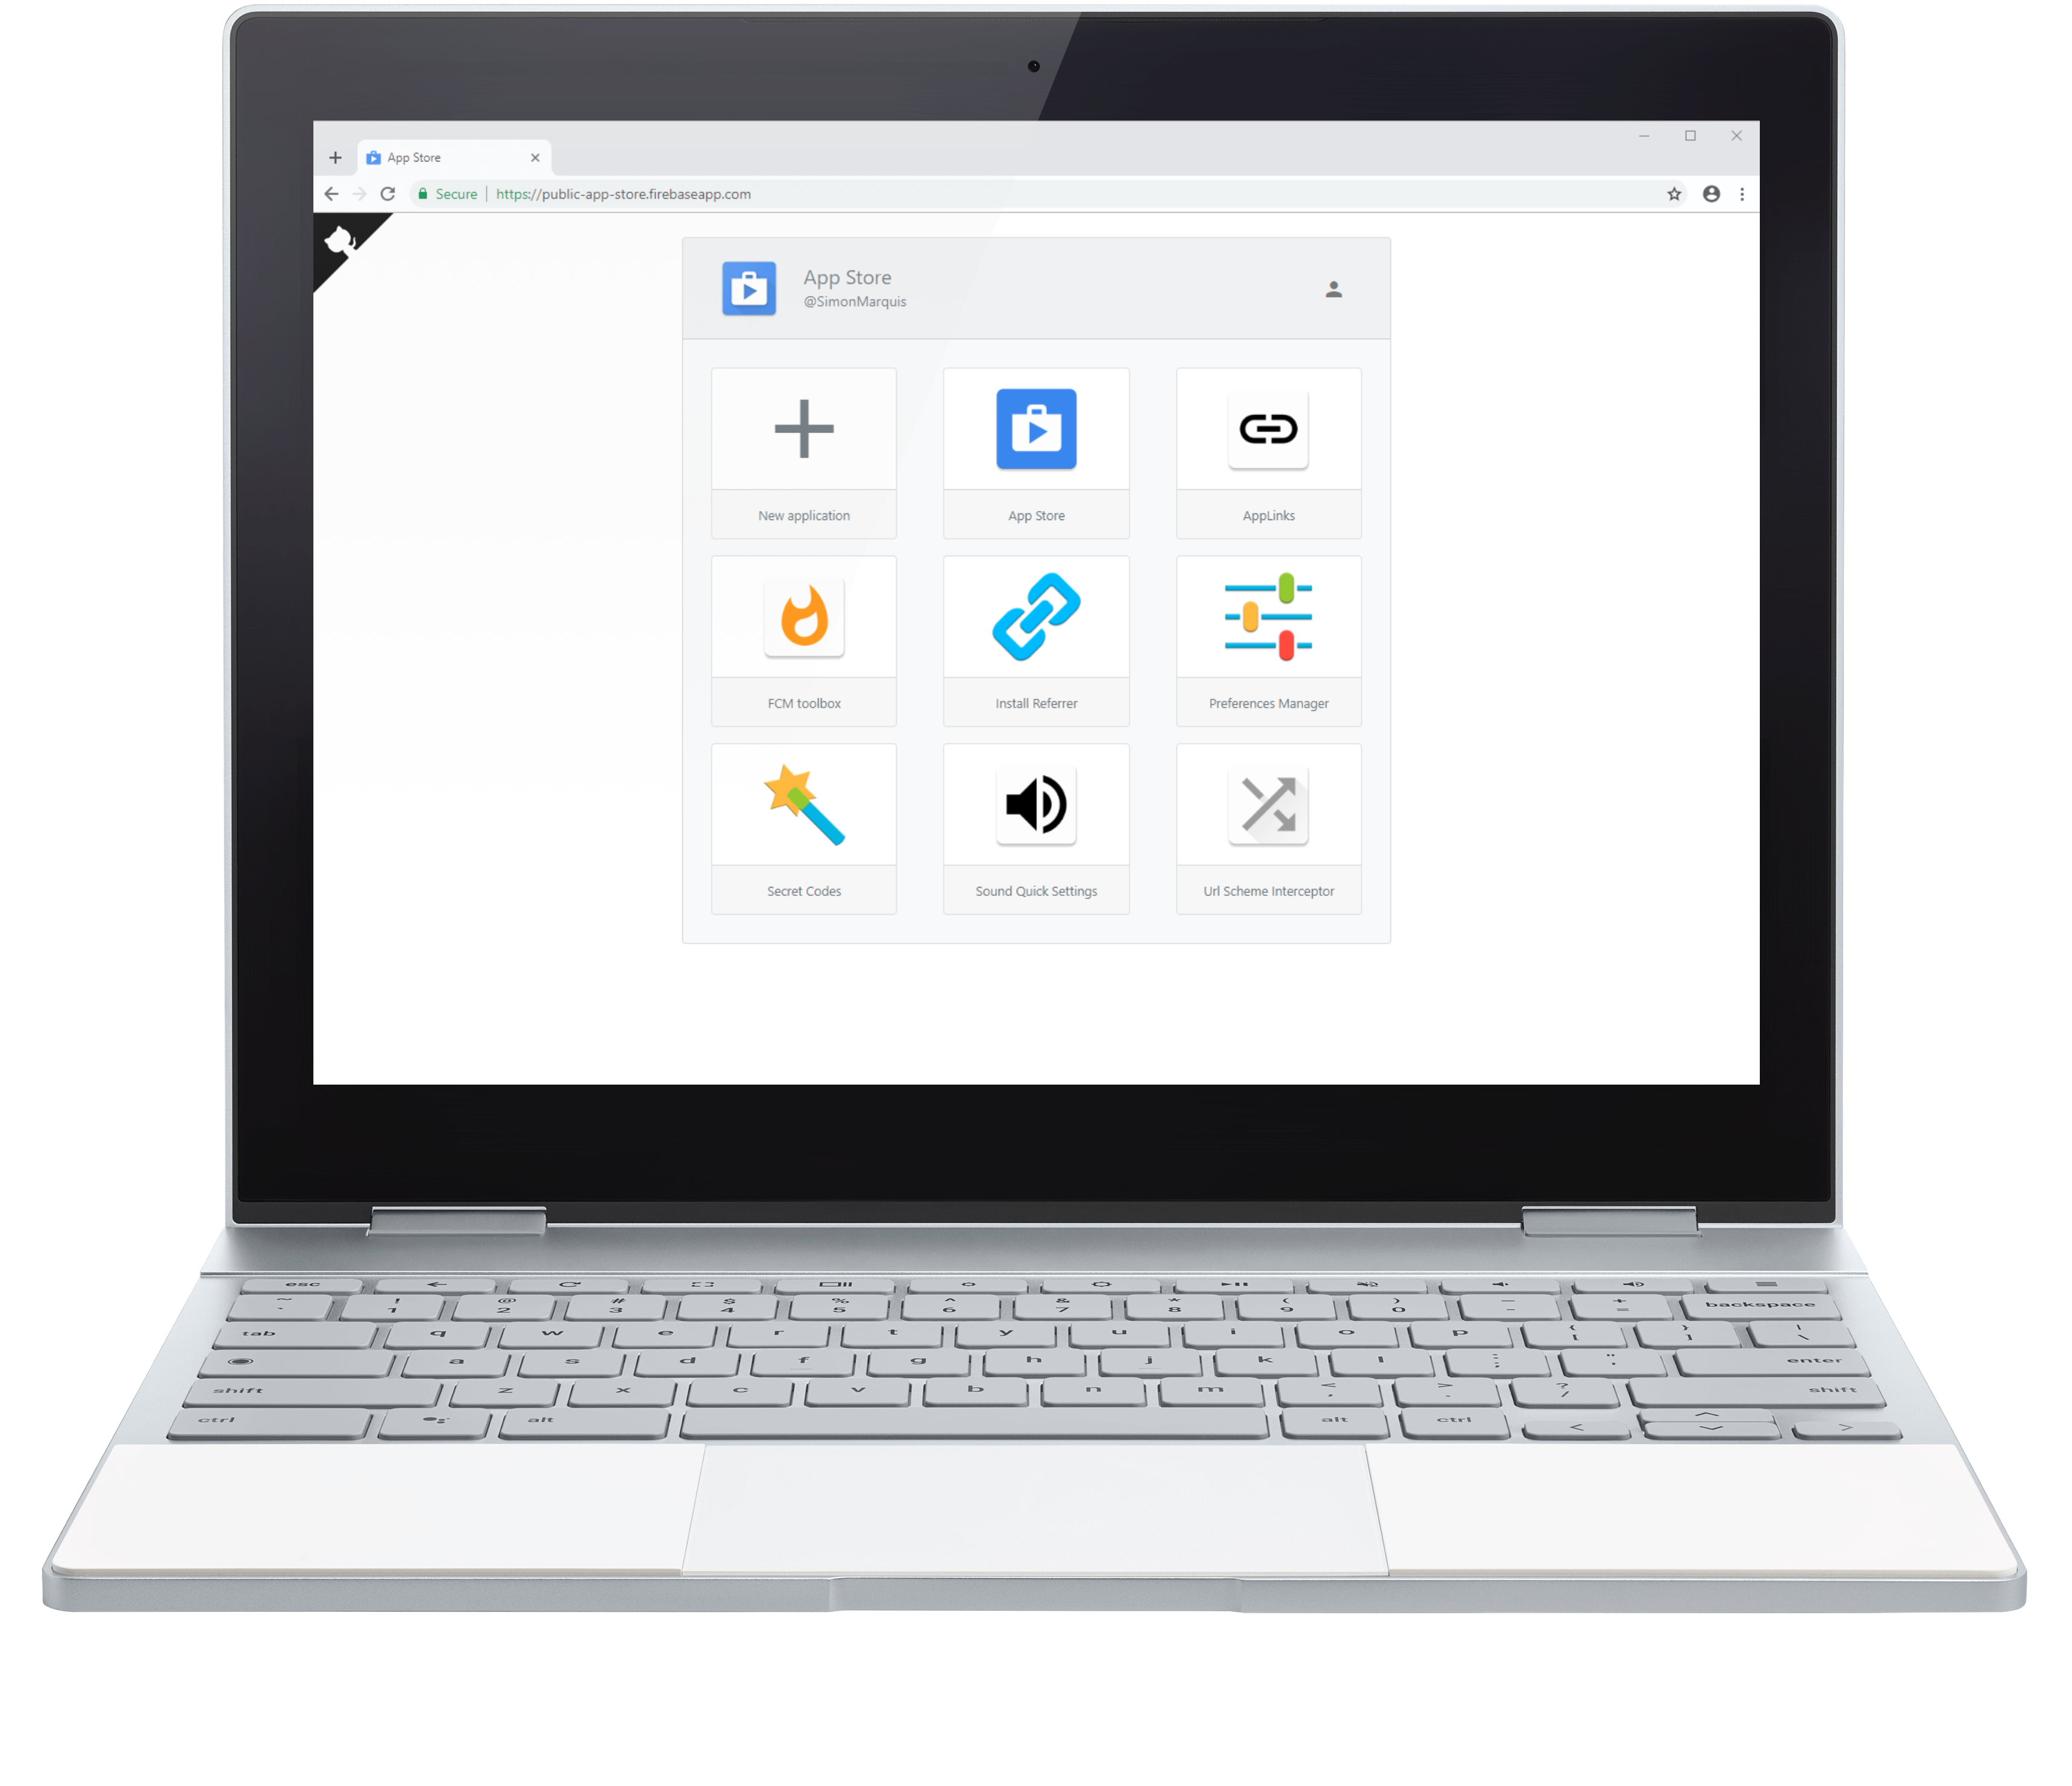 App Store
Secure | https://public-app-store.firebaseapp.com
App Store
@SimonMarquis
New application
App Store
AppLinks
FCM toolbox
Install Referrer
Preferences Manager
Secret Codes
Sound Quick Settings
Url Scheme Interceptor
esc
~ ` ! 1 @ 2 # 3 $ 4 % 5 ^ 6 & 7 * 8 ( 9 ) 0 _ - + = backspace
tab q w e r t y u i o p { [ } ] | \
a s d f g h j k l : ; " ' enter
shift z x c v b n m < , > . ? / shift
ctrl alt alt ctrl